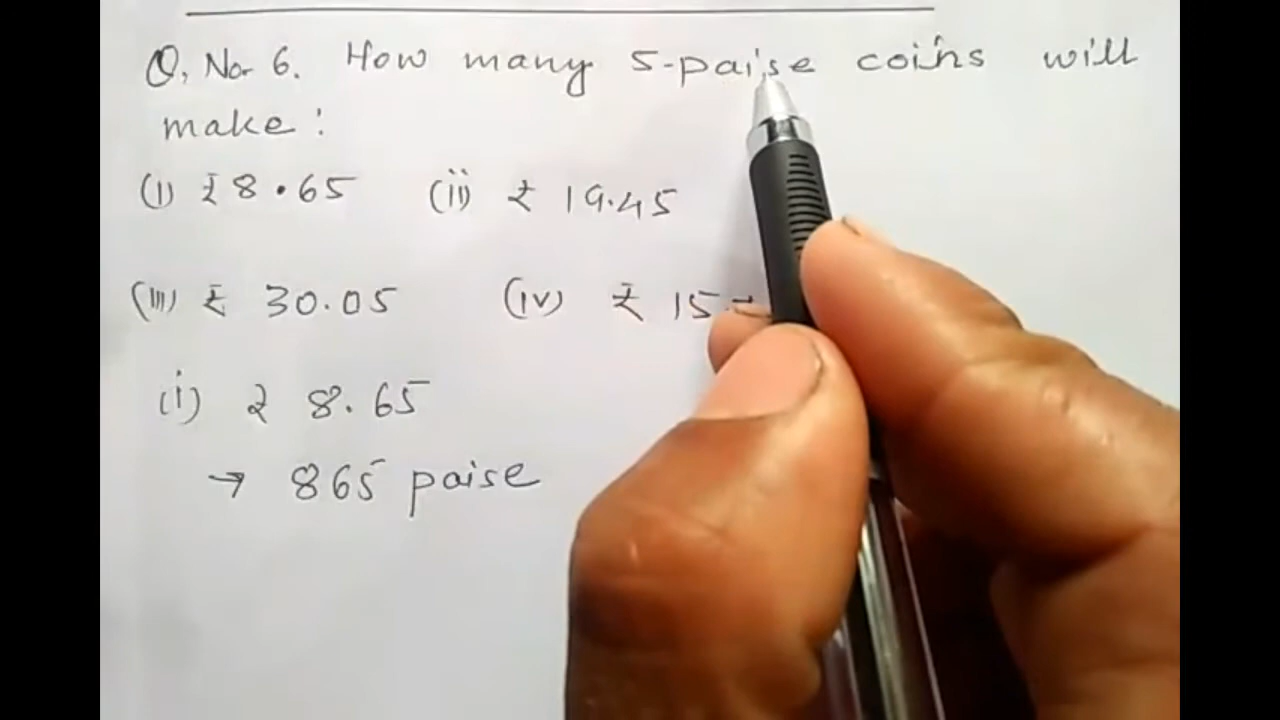 Q. No. 6. How many 5-paise coins will
make:
(i) ₹ 8.65 (ii) ₹ 19.45
(iii) ₹ 30.05 (iv) ₹ 15.
(i) ₹ 8.65
→ 865 paise